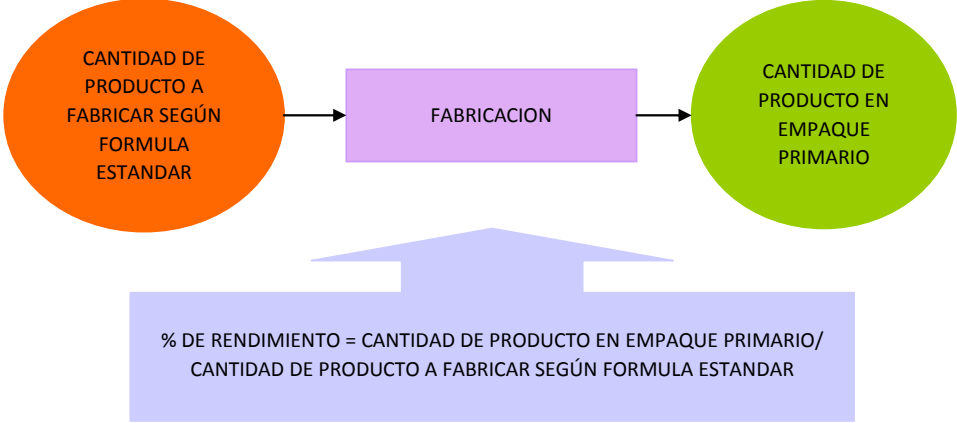 CANTIDAD DE
PRODUCTO A
FABRICAR SEGÚN
FORMULA
ESTANDAR
FABRICACION
CANTIDAD DE
PRODUCTO EN
EMPAQUE
PRIMARIO
% DE RENDIMIENTO = CANTIDAD DE PRODUCTO EN EMPAQUE PRIMARIO/
CANTIDAD DE PRODUCTO A FABRICAR SEGÚN FORMULA ESTANDAR